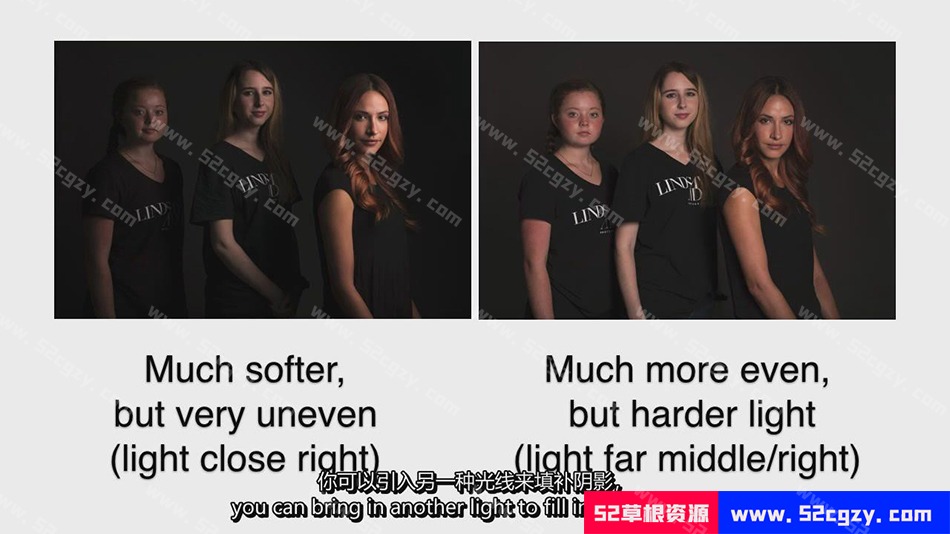 LINDS
LINDS
Much softer,
but very uneven
(light close right)
Much more even,
but harder light
(light far middle/right)
你可以引入另一种光线来填补阴影,
you can bring in another light to fill in
52草根资源
www.52cgzy.com